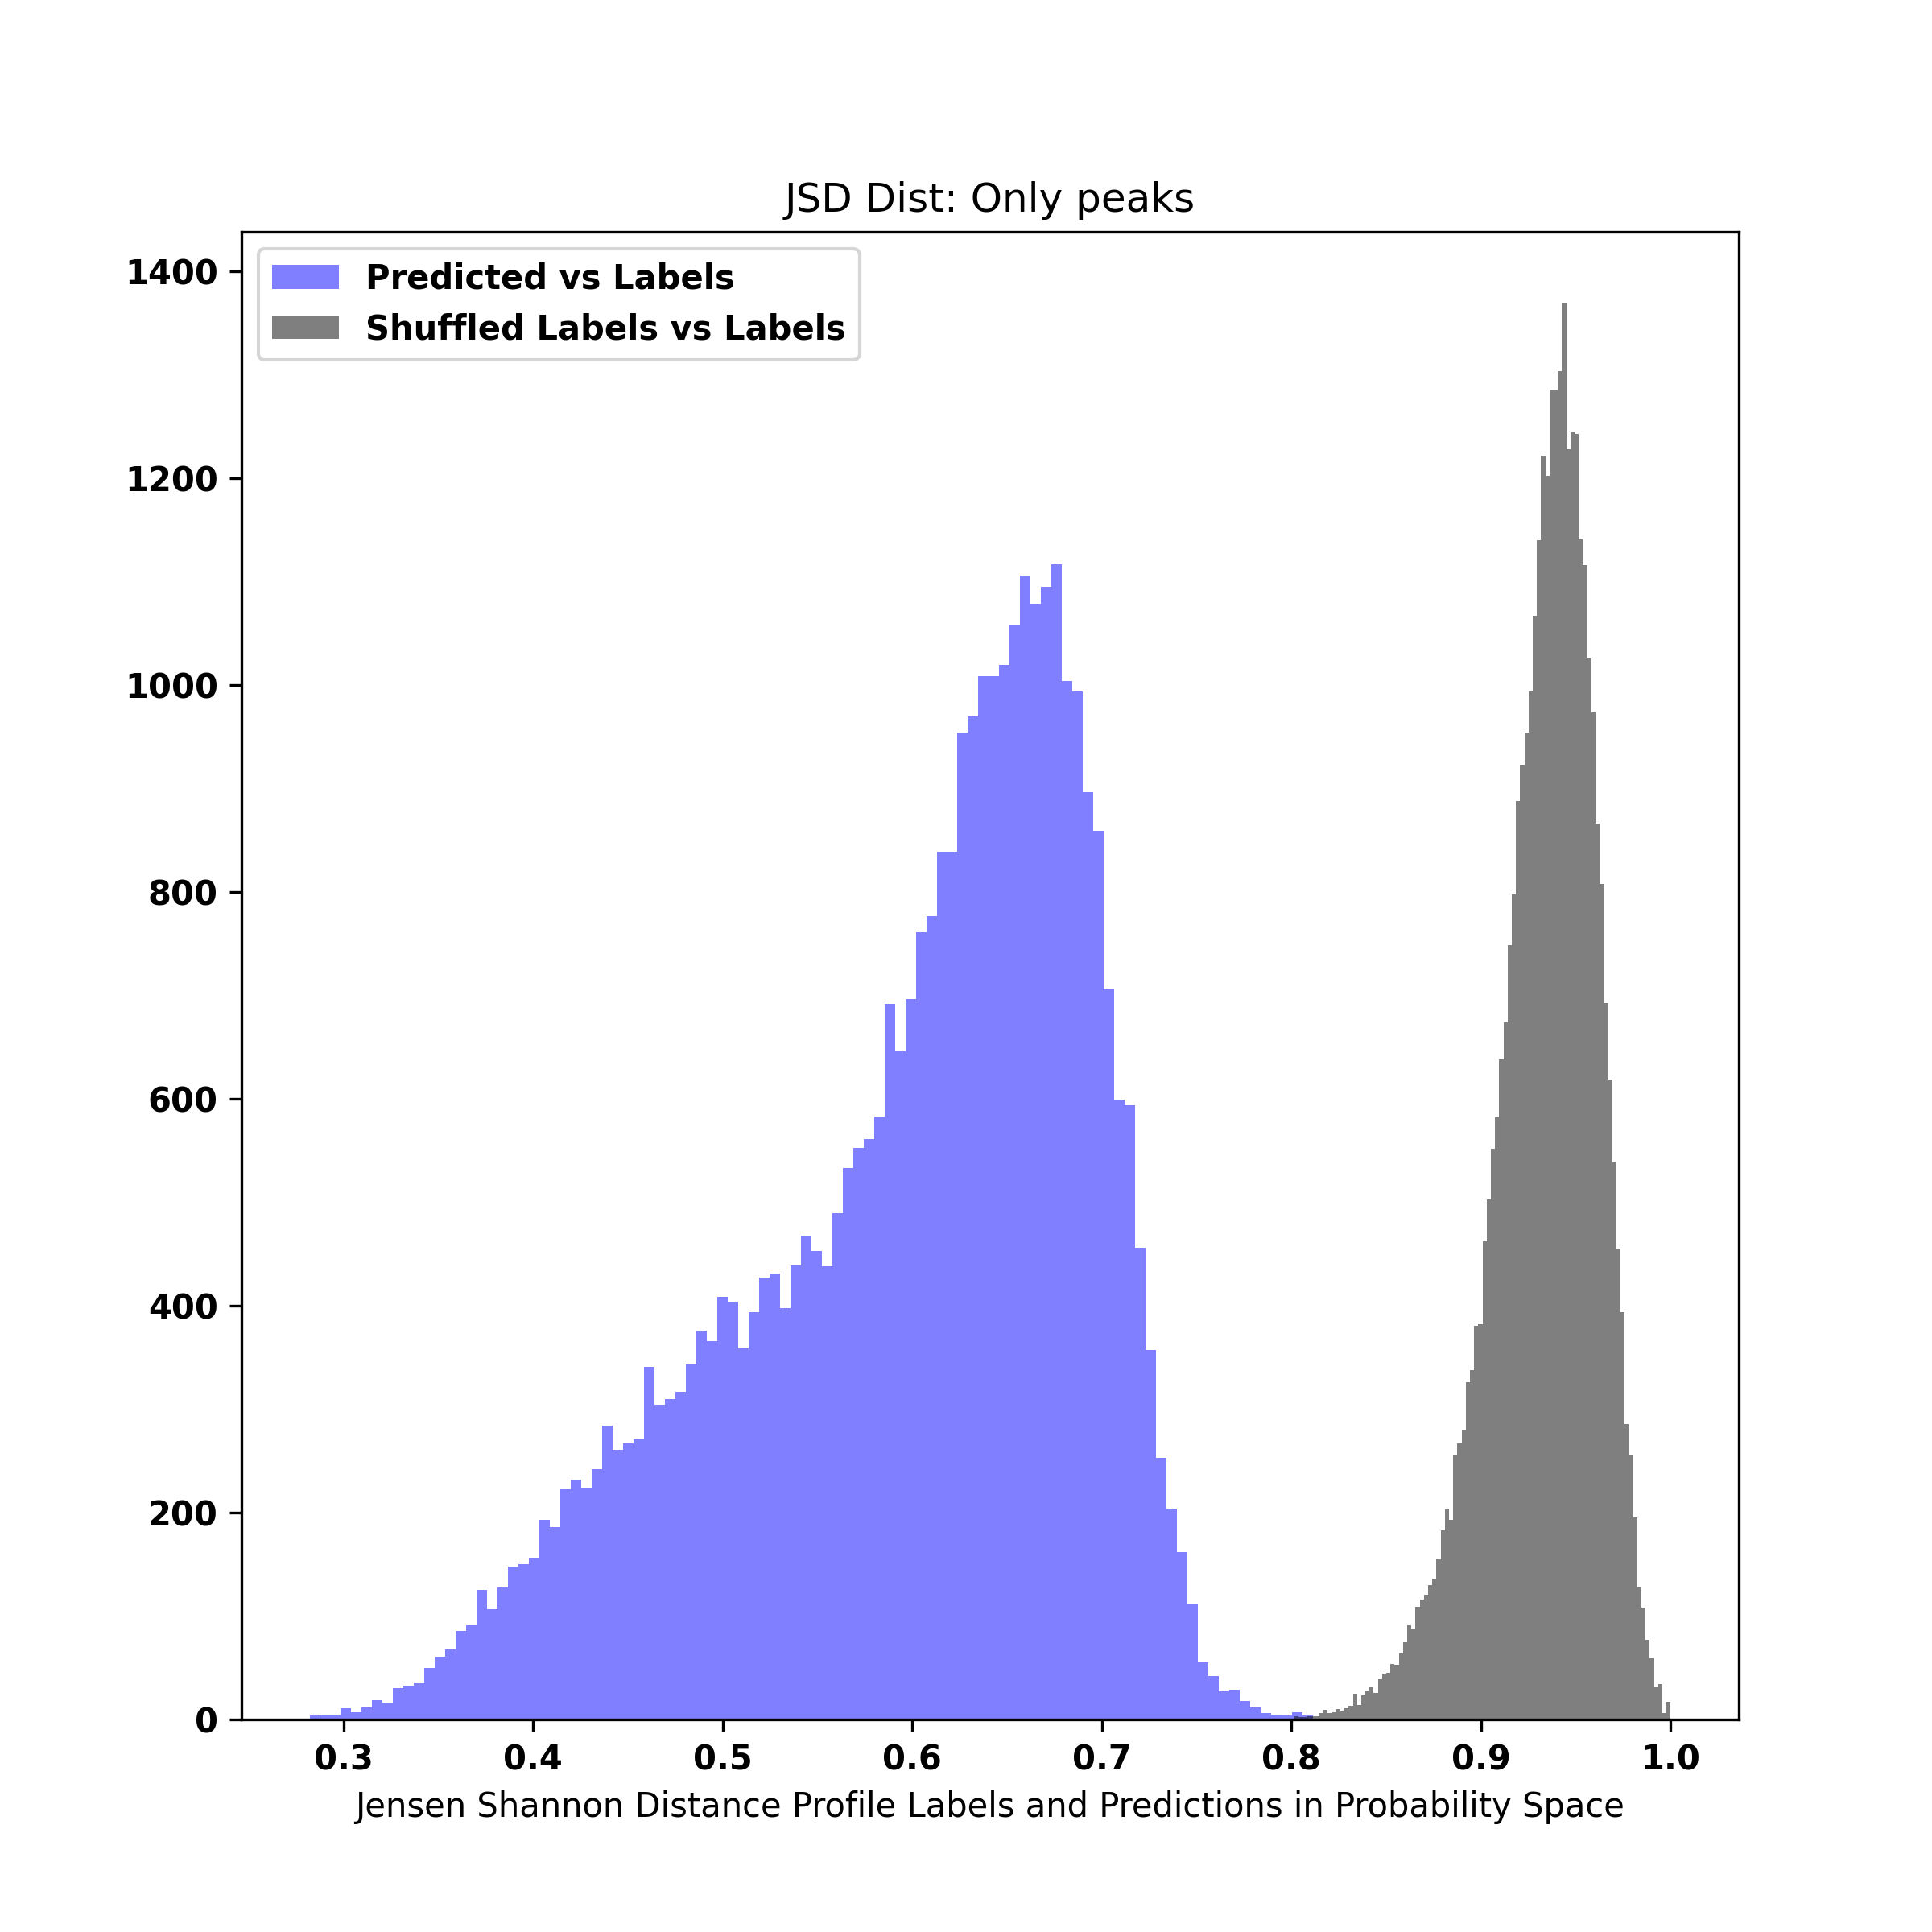 JSD Dist: Only peaks
Predicted vs Labels
Shuffled Labels vs Labels
1400
1200
1000
800
600
400
200
0
0.3 0.4 0.5 0.6 0.7 0.8 0.9 1.0
Jensen Shannon Distance Profile Labels and Predictions in Probability Space